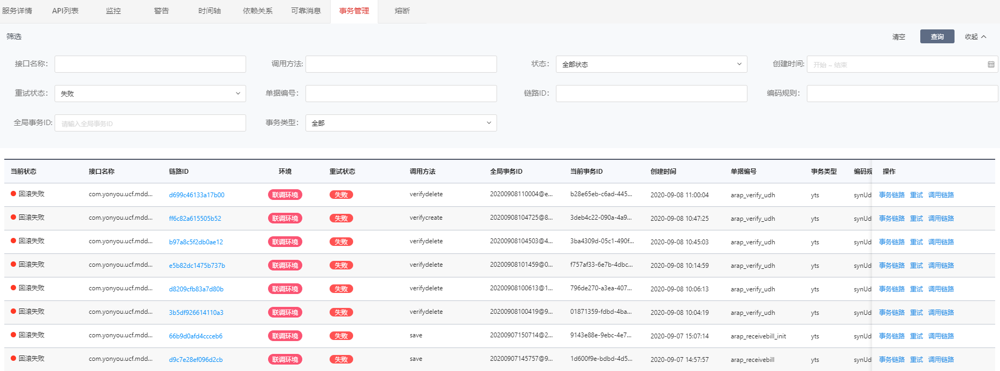 服务详情 API列表 监控 警告 时间轴 依赖关系 可靠消息 事务管理 熔断
筛选 清空 查询 收起
接口名称: 调用方法: 状态: 全部状态 创建时间: 开始 ~ 结束
重试状态: 失败 单据编号: 链路ID: 编码规则:
全局事务ID: 请输入全局事务ID 事务类型: 全部
当前状态 接口名称 链路ID 环境 重试状态 调用方法 全局事务ID 当前事务ID 创建时间 单据编号 事务类型 编码规 操作
回滚失败 com.yonyou.ucf.mdd... d699c46133a17b00 联调环境 失败 verifydelete 20200908110004@e... b28e65eb-c6ad-445... 2020-09-08 11:00:04 arap_verify_udh yts synUd 事务链路 重试 调用链路
回滚失败 com.yonyou.ucf.mdd... ff6c82a615505b52 联调环境 失败 verifycreate 20200908104725@8... 3deb4c22-090a-4a9... 2020-09-08 10:47:25 arap_verify_udh yts synUd 事务链路 重试 调用链路
回滚失败 com.yonyou.ucf.mdd... b97a8c5f2db0ae12 联调环境 失败 verifydelete 20200908104503@4... 3ba4309d-05c1-490f... 2020-09-08 10:45:03 arap_verify_udh yts synUd 事务链路 重试 调用链路
回滚失败 com.yonyou.ucf.mdd... e5b82dc1475b737b 联调环境 失败 verifydelete 20200908101459@0... f757af33-6e7b-4dbc... 2020-09-08 10:14:59 arap_verify_udh yts synUd 事务链路 重试 调用链路
回滚失败 com.yonyou.ucf.mdd... d8209cfb83a7d80b 联调环境 失败 verifydelete 20200908100613@1... 796de270-a3ea-407... 2020-09-08 10:06:13 arap_verify_udh yts synUd 事务链路 重试 调用链路
回滚失败 com.yonyou.ucf.mdd... 3b5df926614110a3 联调环境 失败 verifydelete 20200908100419@9... 01871359-fdbd-4ba... 2020-09-08 10:04:19 arap_verify_udh yts synUd 事务链路 重试 调用链路
回滚失败 com.yonyou.ucf.mdd... 66b9d0afd4ccceb6 联调环境 失败 save 20200907150714@2... 9143e88e-9ebc-4e7... 2020-09-07 15:07:14 arap_receivebill_init yts synUd 事务链路 重试 调用链路
回滚失败 com.yonyou.ucf.mdd... d9c7e28ef096d2cb 联调环境 失败 save 20200907145757@9... 1d600f9e-bdbd-4d5... 2020-09-07 14:57:57 arap_receivebill yts synUd 事务链路 重试 调用链路